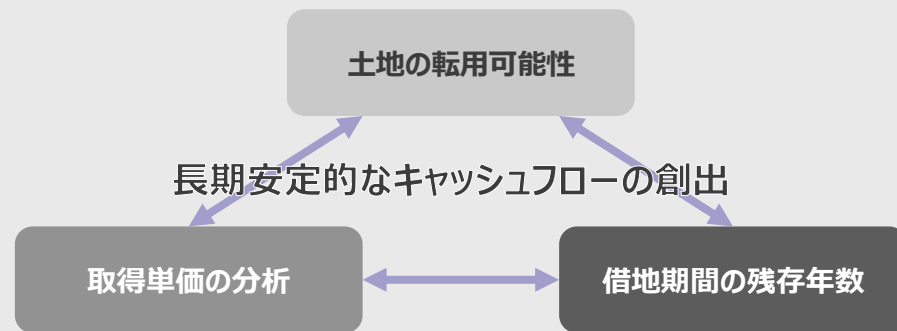 土地の転用可能性
長期安定的なキャッシュフローの創出
取得単価の分析
借地期間の残存年数